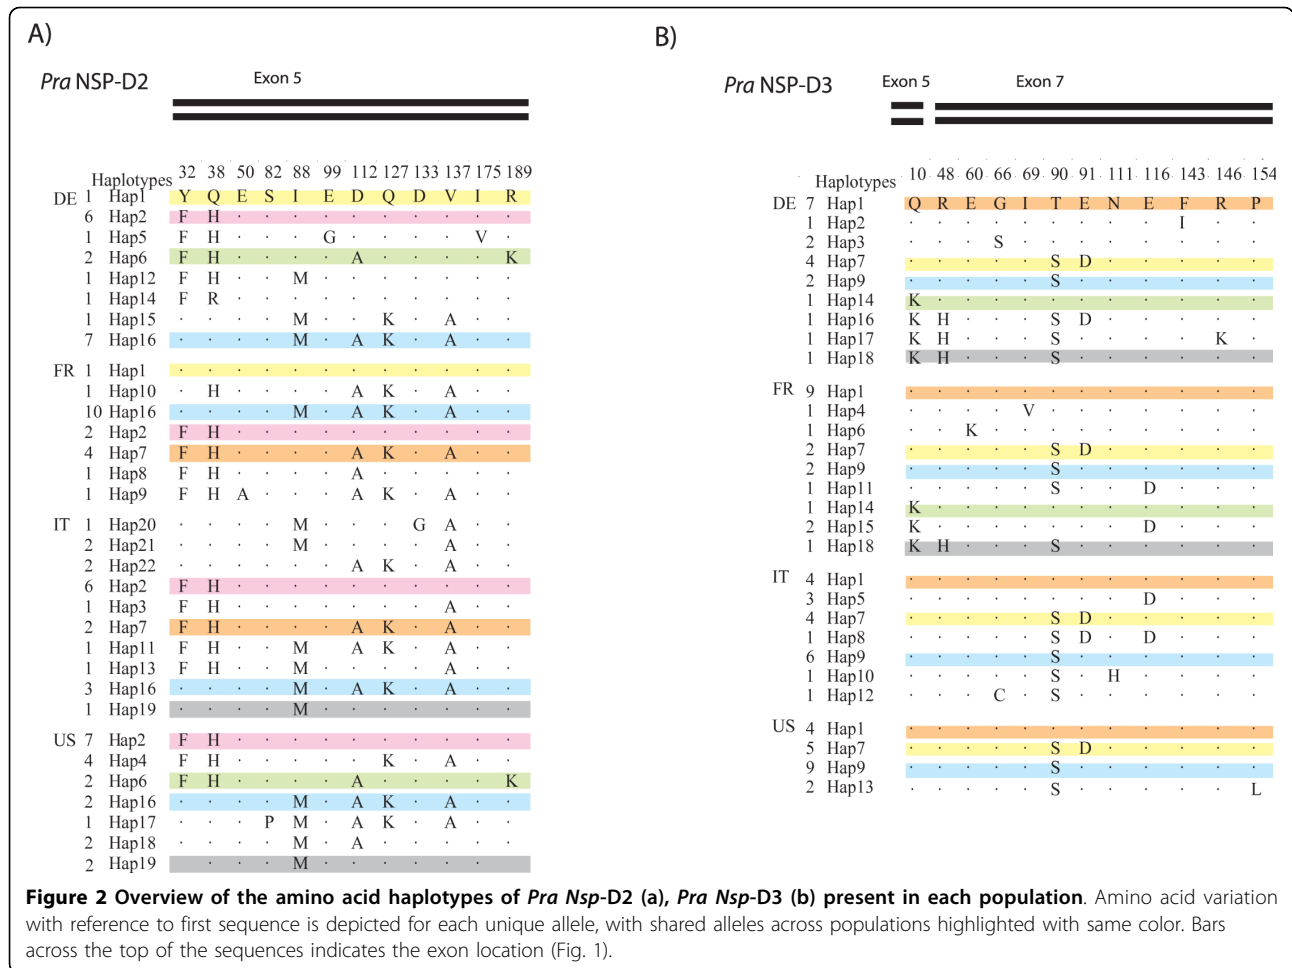 A)
Pra NSP-D2
Exon 5
Haplotypes 32 38 50 82 88 99 112 127 133 137 175 189
DE 1 Hap1 Y Q E S I E D Q D V I R
6 Hap2 F H · · · · · · · · · ·
1 Hap5 F H · · · G · · · · V ·
2 Hap6 F H · · · · A · · · · K
1 Hap12 F H · · M · · · · · · ·
1 Hap14 F R · · · · · · · · · ·
1 Hap15 · · · · M · · K · A · ·
7 Hap16 · · · · M · A K · A · ·
FR 1 Hap1 · · · · · · · · · · · ·
1 Hap10 · H · · · · A K · A · ·
10 Hap16 · · · · M · A K · A · ·
2 Hap2 F H · · · · · · · · · ·
4 Hap7 F H · · · · A K · A · ·
1 Hap8 F H · · · · A · · · · ·
1 Hap9 F H A · · · A K · A · ·
IT 1 Hap20 · · · · M · · · G A · ·
2 Hap21 · · · · M · · · · A · ·
2 Hap22 · · · · · · A K · A · ·
6 Hap2 F H · · · · · · · · · ·
1 Hap3 F H · · · · · · · A · ·
2 Hap7 F H · · · · A K · A · ·
1 Hap11 F H · · M · A K · A · ·
1 Hap13 F H · · M · · · · A · ·
3 Hap16 · · · · M · A K · A · ·
1 Hap19 · · · · M · · · · · · ·
US 7 Hap2 F H · · · · · · · · · ·
4 Hap4 F H · · · · · K · A · ·
2 Hap6 F H · · · · A · · · · K
2 Hap16 · · · · M · A K · A · ·
1 Hap17 · · · P M · A K · A · ·
2 Hap18 · · · · M · A · · · · ·
2 Hap19 · · · M · · · · · ·
B)
Pra NSP-D3
Exon 5 Exon 7
Haplotypes 10 48 60 66 69 90 91 111 116 143 146 154
DE 7 Hap1 Q R E G I T E N E F R P
1 Hap2 · · · · · · · · · I · ·
2 Hap3 · · · S · · · · · · · ·
4 Hap7 · · · · · S D · · · · ·
2 Hap9 · · · · · S · · · · · ·
1 Hap14 K · · · · · · · · · · ·
1 Hap16 K H · · · S D · · · · ·
1 Hap17 K H · · · S · · · · K ·
1 Hap18 K H · · · S · · · · · ·
FR 9 Hap1 · · · · · · · · · · · ·
1 Hap4 · · · · V · · · · · · ·
1 Hap6 · · K · · · · · · · · ·
2 Hap7 · · · · · S D · · · · ·
2 Hap9 · · · · · S · · · · · ·
1 Hap11 · · · · · S · · D · · ·
1 Hap14 K · · · · · · · · · · ·
2 Hap15 K · · · · · · · D · · ·
1 Hap18 K H · · · S · · · · · ·
IT 4 Hap1 · · · · · · · · · · · ·
3 Hap5 · · · · · · · · D · · ·
4 Hap7 · · · · · S D · · · · ·
1 Hap8 · · · · · S D · D · · ·
6 Hap9 · · · · · S · · · · · ·
1 Hap10 · · · · · S · H · · · ·
1 Hap12 · · · C · S · · · · · ·
US 4 Hap1 · · · · · · · · · · · ·
5 Hap7 · · · · · S D · · · · ·
9 Hap9 · · · · · S · · · · · ·
2 Hap13 · · · · · S · · · · · L
Figure 2 Overview of the amino acid haplotypes of Pra Nsp-D2 (a), Pra Nsp-D3 (b) present in each population. Amino acid variation
with reference to first sequence is depicted for each unique allele, with shared alleles across populations highlighted with same color. Bars
across the top of the sequences indicates the exon location (Fig. 1).